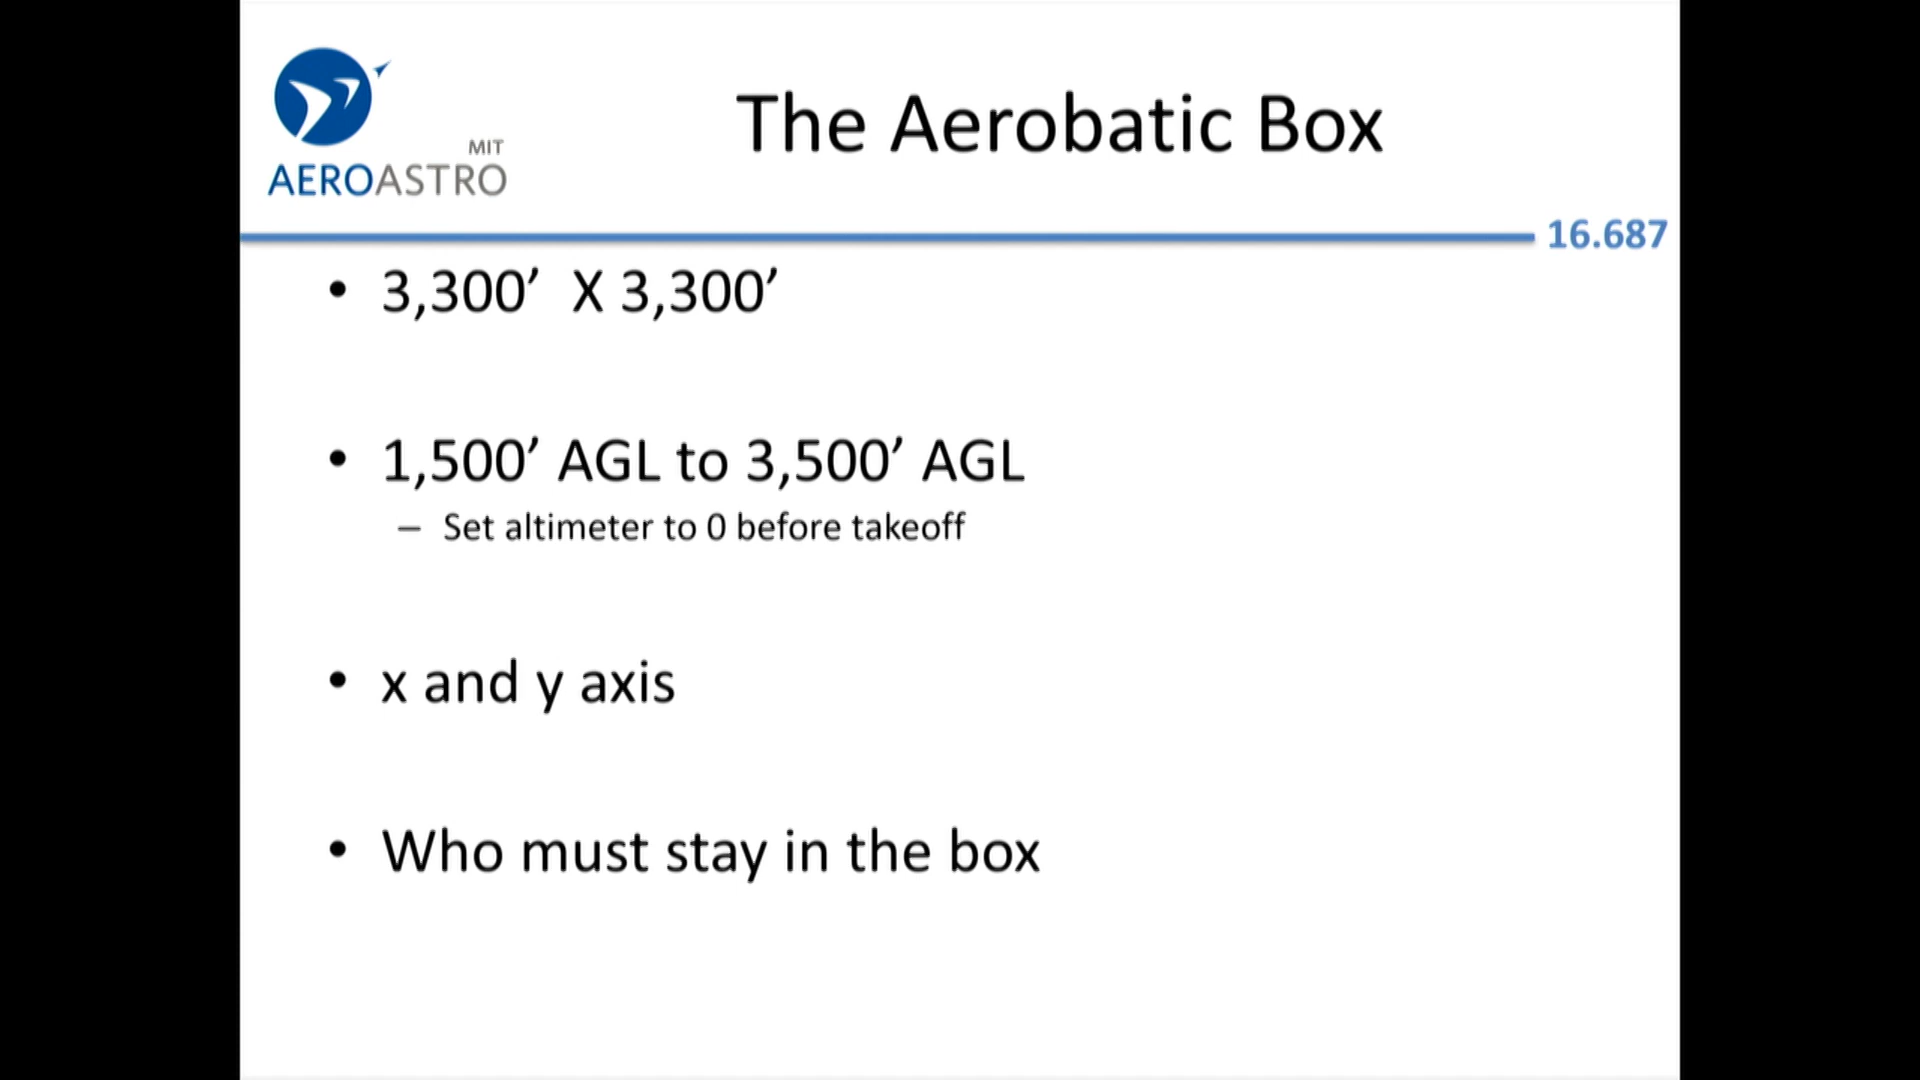 MIT
AEROASTRO
The Aerobatic Box
16.687
• 3,300’ X 3,300’
• 1,500’ AGL to 3,500’ AGL
– Set altimeter to 0 before takeoff
• x and y axis
• Who must stay in the box